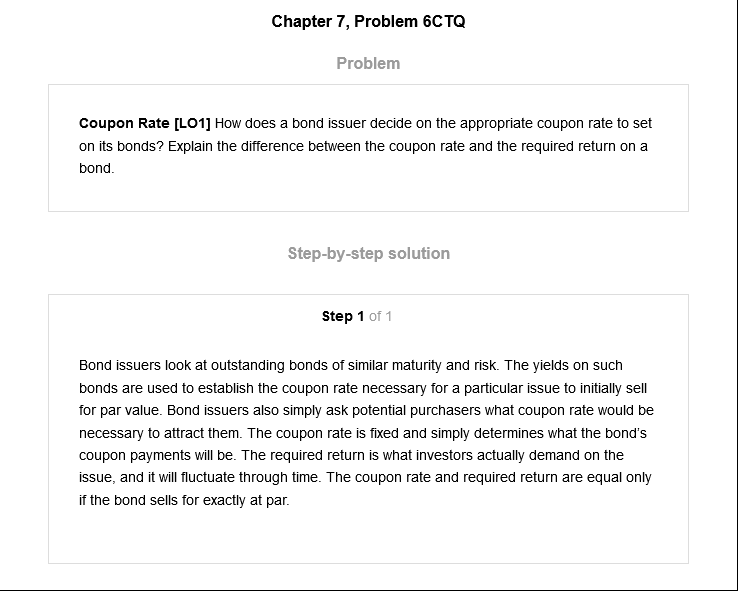 Chapter 7, Problem 6CTQ
Problem
Coupon Rate [LO1] How does a bond issuer decide on the appropriate coupon rate to set
on its bonds? Explain the difference between the coupon rate and the required return on a
bond.
Step-by-step solution
Step 1 of 1
Bond issuers look at outstanding bonds of similar maturity and risk. The yields on such
bonds are used to establish the coupon rate necessary for a particular issue to initially sell
for par value. Bond issuers also simply ask potential purchasers what coupon rate would be
necessary to attract them. The coupon rate is fixed and simply determines what the bond's
coupon payments will be. The required return is what investors actually demand on the
issue, and it will fluctuate through time. The coupon rate and required return are equal only
if the bond sells for exactly at par.